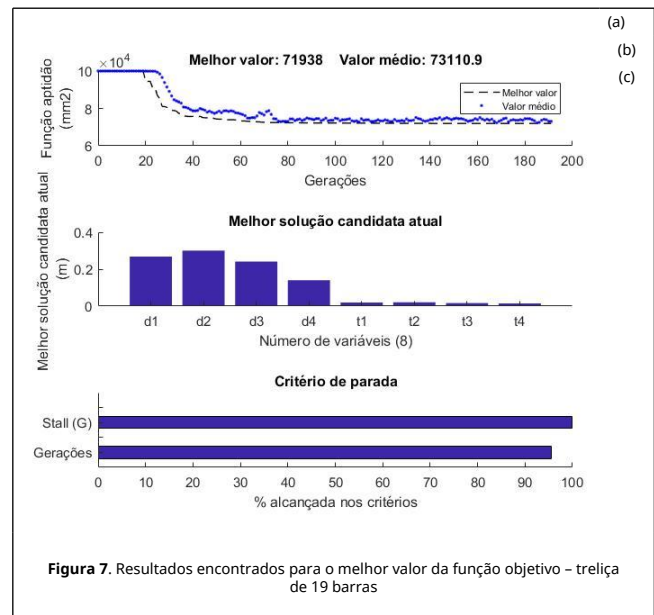 (a)
(b)
(c)
Melhor valor: 71938 Valor médio: 73110.9
× 10⁴
Função aptidão
(mm2)
10
8
6
Melhor valor
Valor médio
0 20 40 60 80 100 120 140 160 180 200
Gerações
Melhor solução candidata atual
Melhor solução candidata atual
(m)
0.4
0.2
0
d1 d2 d3 d4 t1 t2 t3 t4
Número de variáveis (8)
Critério de parada
Stall (G)
Gerações
0 10 20 30 40 50 60 70 80 90 100
% alcançada nos critérios
Figura 7. Resultados encontrados para o melhor valor da função objetivo – treliça
de 19 barras